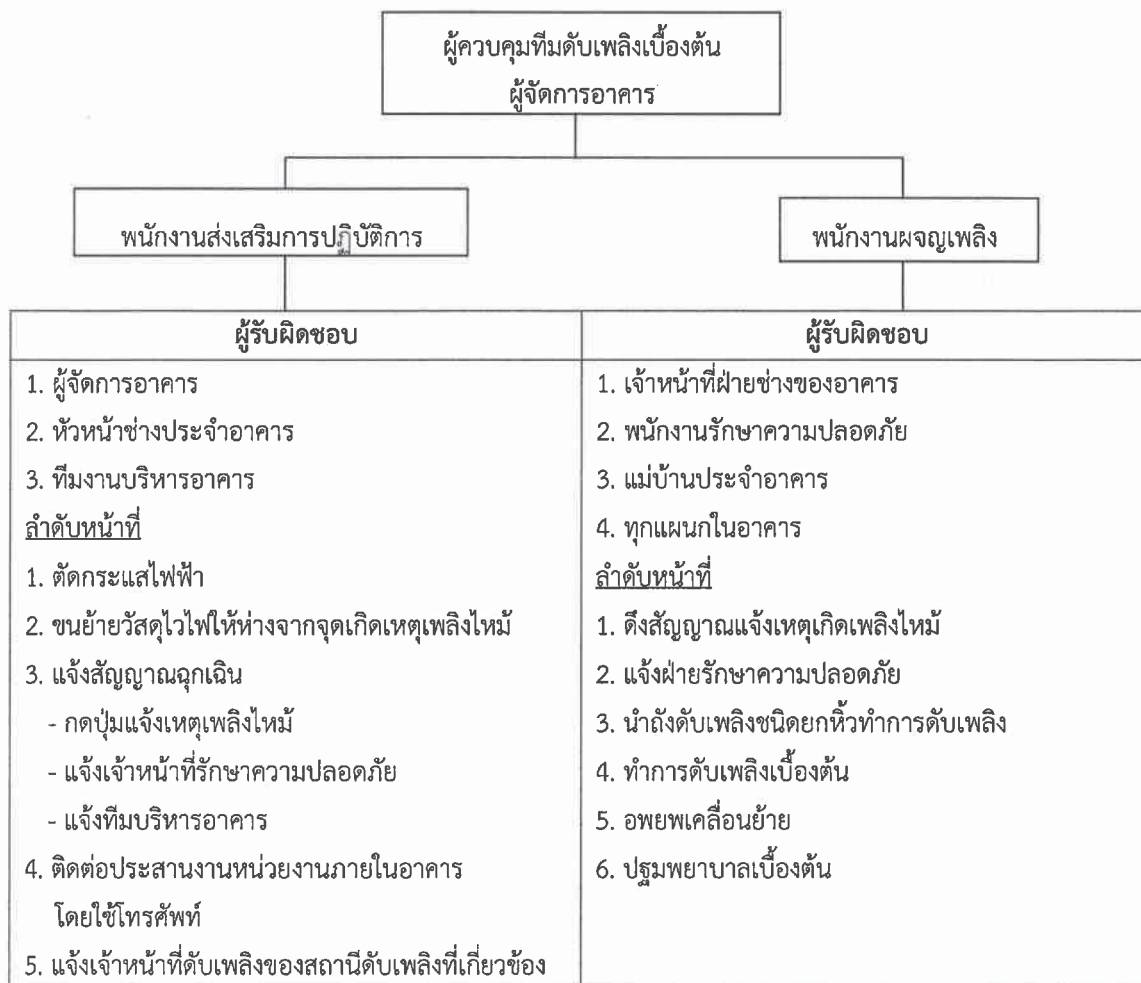 ผู้ควบคุมทีมดับเพลิงเบื้องต้น
ผู้จัดการอาคาร
พนักงานส่งเสริมการปฏิบัติการ
พนักงานผจญเพลิง
ผู้รับผิดชอบ
1. ผู้จัดการอาคาร
2. หัวหน้าช่างประจำอาคาร
3. ทีมงานบริหารอาคาร
ลำดับหน้าที่
1. ตัดกระแสไฟฟ้า
2. ขนย้ายวัสดุไวไฟให้ห่างจากจุดเกิดเหตุเพลิงไหม้
3. แจ้งสัญญาณฉุกเฉิน
- กดปุ่มแจ้งเหตุเพลิงไหม้
- แจ้งเจ้าหน้าที่รักษาความปลอดภัย
- แจ้งทีมบริหารอาคาร
4. ติดต่อประสานงานหน่วยงานภายในอาคาร
โดยใช้โทรศัพท์
5. แจ้งเจ้าหน้าที่ดับเพลิงของสถานีดับเพลิงที่เกี่ยวข้อง
ผู้รับผิดชอบ
1. เจ้าหน้าที่ฝ่ายช่างของอาคาร
2. พนักงานรักษาความปลอดภัย
3. แม่บ้านประจำอาคาร
4. ทุกแผนกในอาคาร
ลำดับหน้าที่
1. ดึงสัญญาณแจ้งเหตุเกิดเพลิงไหม้
2. แจ้งฝ่ายรักษาความปลอดภัย
3. นำถังดับเพลิงชนิดยกหิ้วทำการดับเพลิง
4. ทำการดับเพลิงเบื้องต้น
5. อพยพเคลื่อนย้าย
6. ปฐมพยาบาลเบื้องต้น